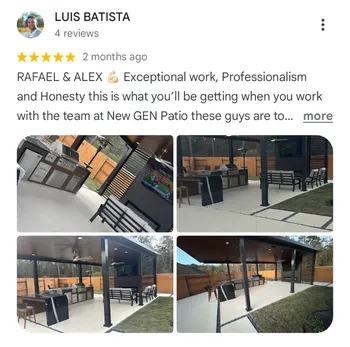 LUIS BATISTA
4 reviews
2 months ago
RAFAEL & ALEX 💪🏻 Exceptional work, Professionalism
and Honesty this is what you’ll be getting when you work
with the team at New GEN Patio these guys are to... more